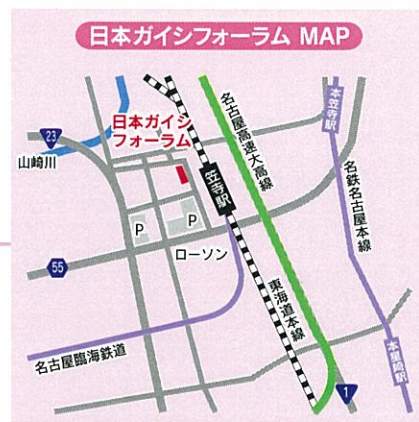 日本ガイシフォーラム MAP
23
山崎川
日本ガイシ
フォーラム
名古屋高速大高線
本笠寺駅
笠寺駅
名鉄名古屋本線
P
P
ローソン
55
東海道本線
名古屋臨海鉄道
本星崎駅
1